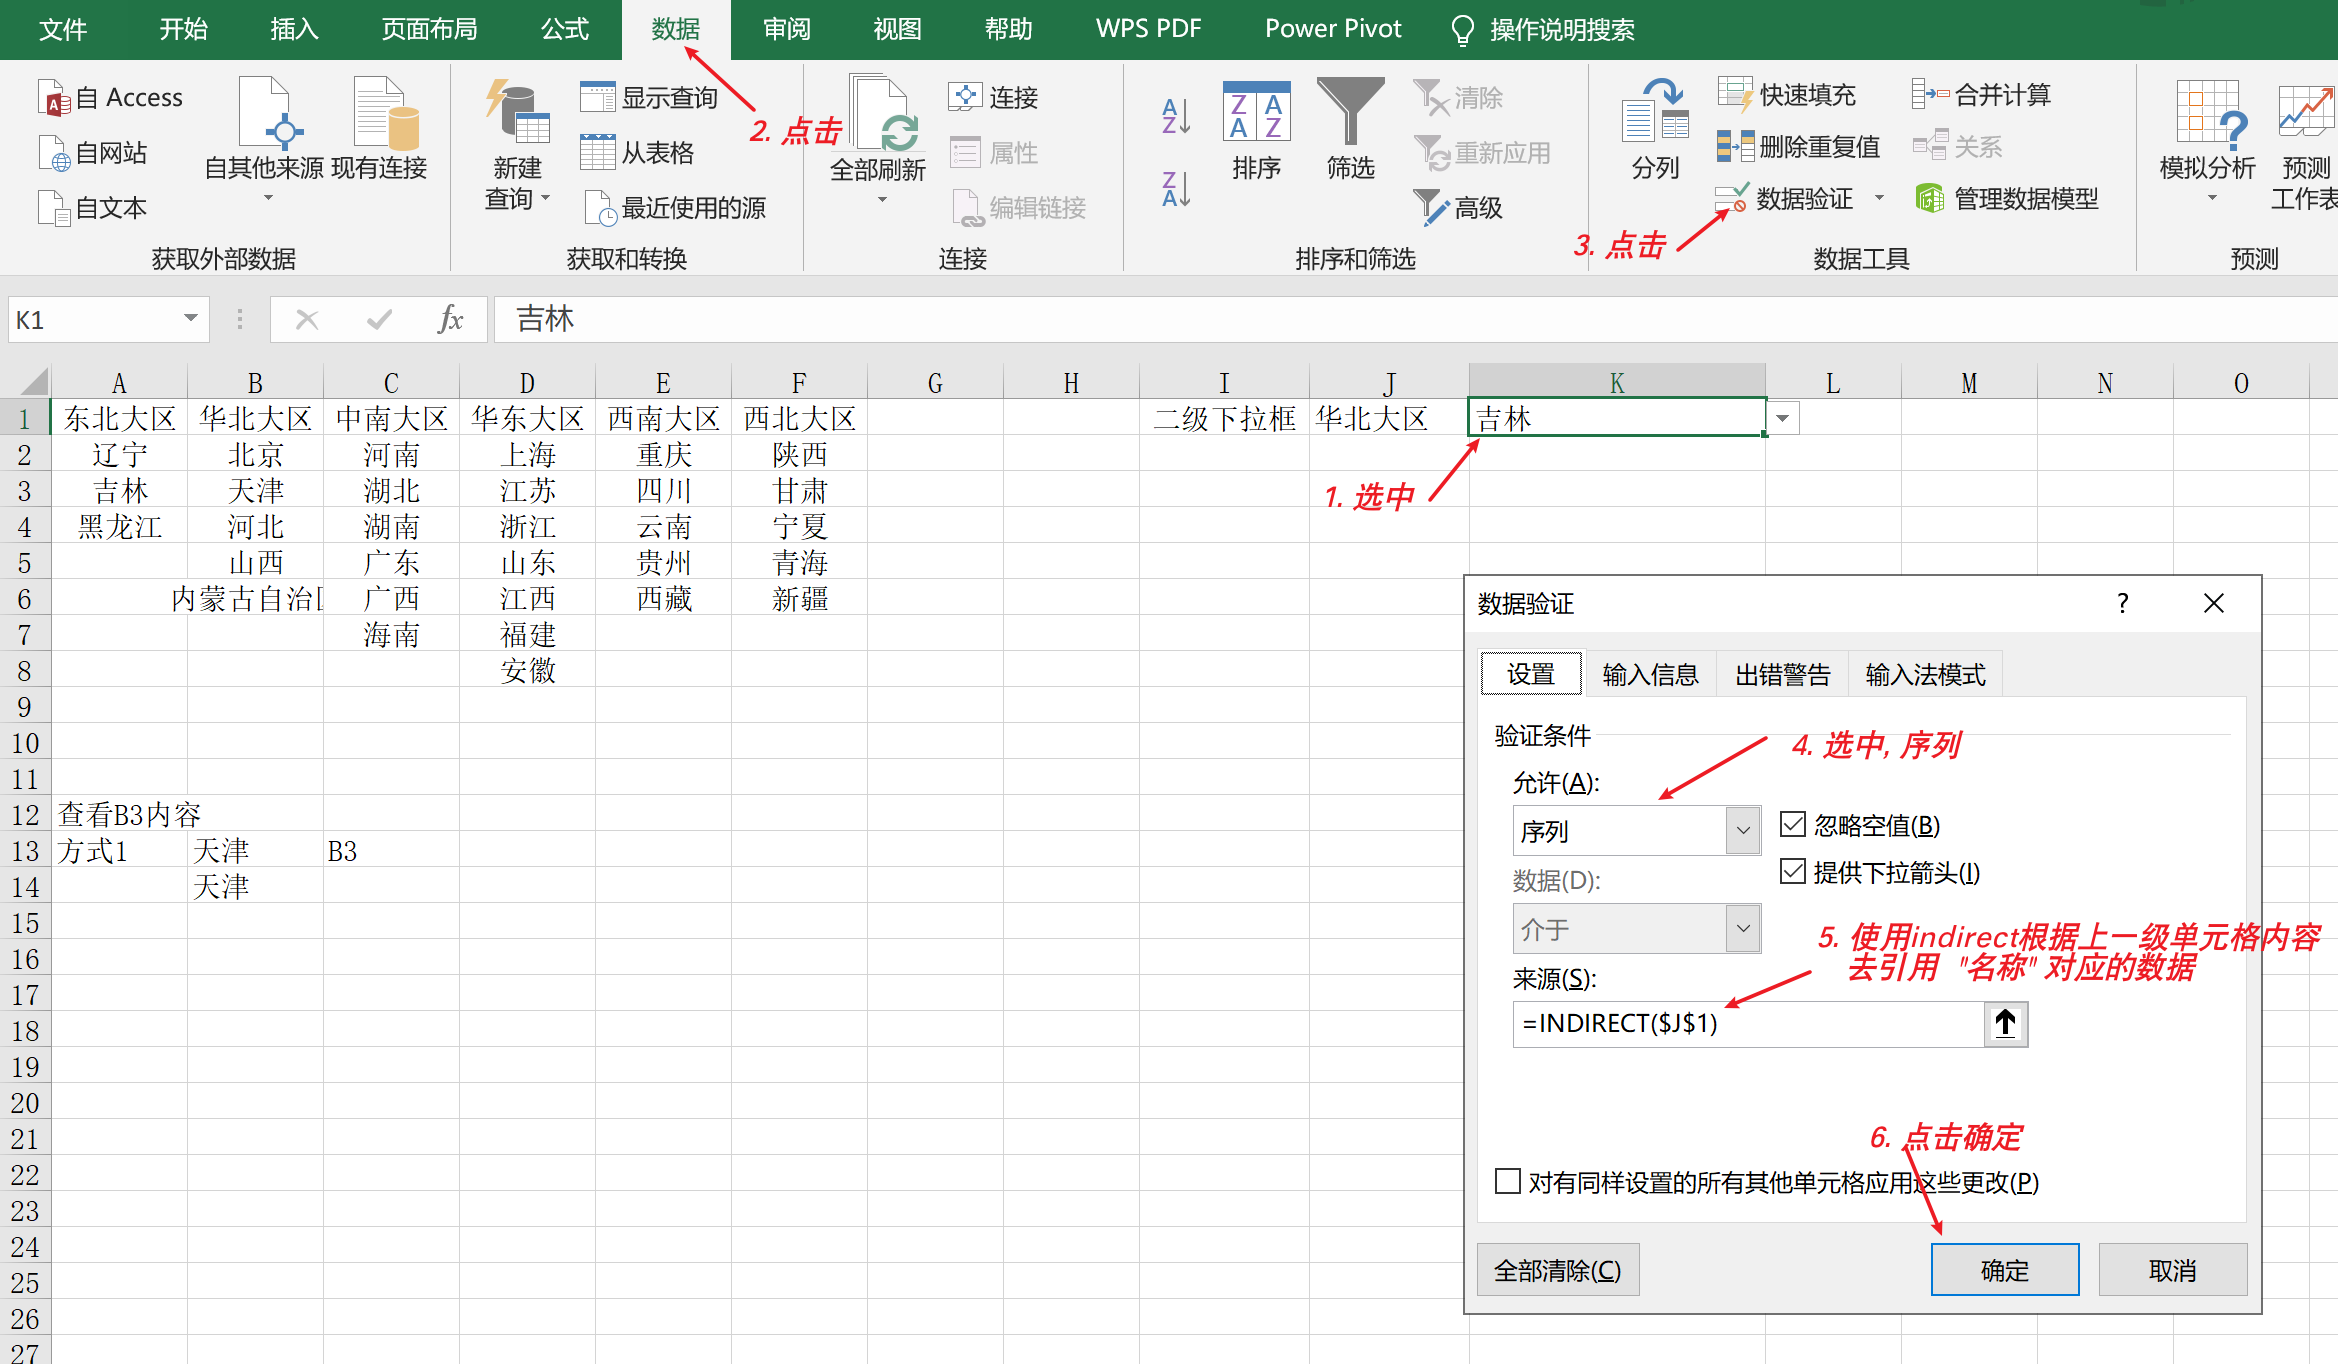 文件 开始 插入 页面布局 公式 数据 审阅 视图 帮助 WPS PDF Power Pivot 操作说明搜索
自 Access
自网站
自文本
自其他来源 现有连接
获取外部数据
新建
查询
显示查询
从表格
最近使用的源
获取和转换
全部刷新
连接
属性
编辑链接
连接
排序
筛选
清除
重新应用
高级
排序和筛选
分列
快速填充
删除重复值
数据验证
合并计算
关系
管理数据模型
数据工具
模拟分析
预测
工作表
预测
2. 点击
3. 点击
K1 fx 吉林
A B C D E F G H I J K L M N O
1 东北大区 华北大区 中南大区 华东大区 西南大区 西北大区 二级下拉框 华北大区 吉林
2 辽宁 北京 河南 上海 重庆 陕西
3 吉林 天津 湖北 江苏 四川 甘肃
4 黑龙江 河北 湖南 浙江 云南 宁夏
5 山西 广东 山东 贵州 青海
6 内蒙古自治 广西 江西 西藏 新疆
7 海南 福建
8 安徽
9
10
11
12 查看B3内容
13 方式1 天津 B3
14 天津
15
16
17
18
19
20
21
22
23
24
25
26
27
1. 选中
数据验证 ?
设置 输入信息 出错警告 输入法模式
验证条件
4. 选中, 序列
允许(A):
序列
忽略空值(B)
数据(D):
提供下拉箭头(I)
介于
5. 使用indirect根据上一级单元格内容
去引用 "名称" 对应的数据
来源(S):
=INDIRECT($J$1)
6. 点击确定
对有同样设置的所有其他单元格应用这些更改(P)
全部清除(C) 确定 取消